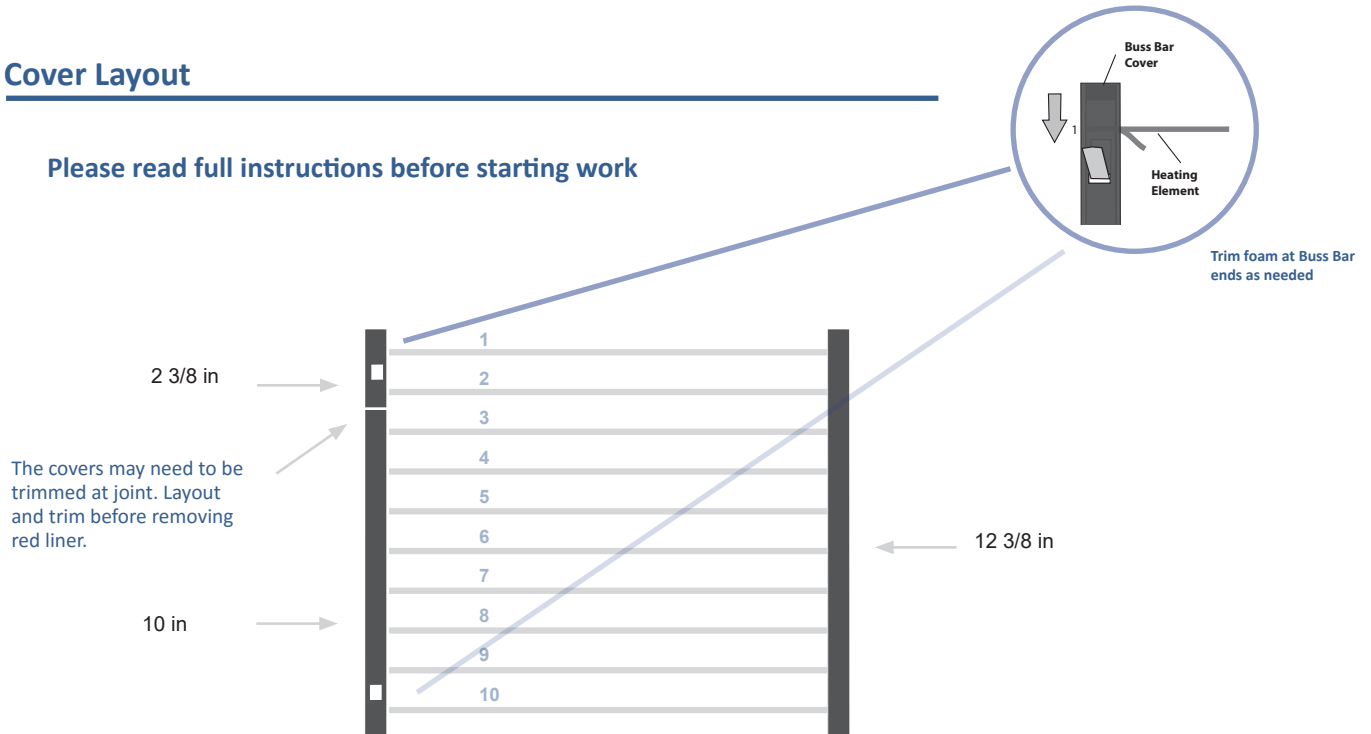 Cover Layout
Please read full instructions before starting work
Buss Bar
Cover
1
Heating
Element
Trim foam at Buss Bar
ends as needed
1
2 3/8 in
2
3
The covers may need to be
trimmed at joint. Layout
and trim before removing
red liner.
4
5
6
12 3/8 in
7
10 in
8
9
10